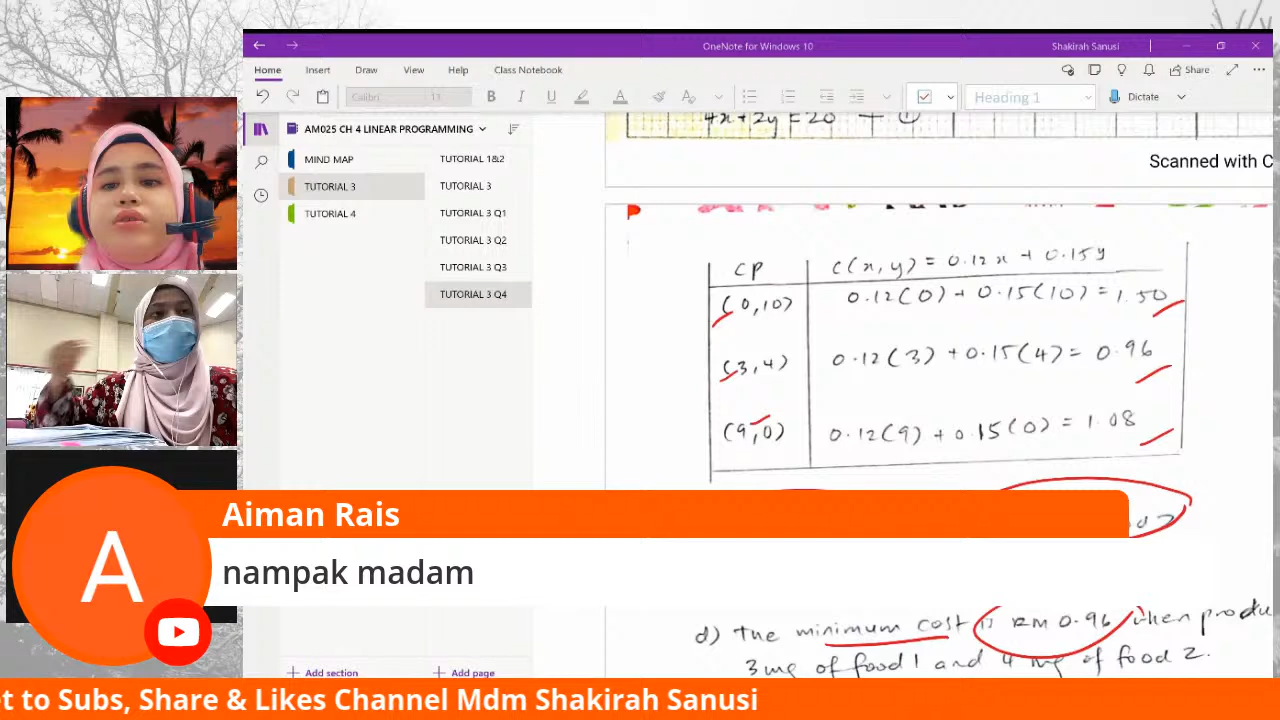 OneNote for Windows 10
Shakirah Sanusi
Home Insert Draw View Help Class Notebook
Share
Calibri 13 B I U A Heading 1 Dictate
AM025 CH 4 LINEAR PROGRAMMING
MIND MAP
TUTORIAL 3
TUTORIAL 4
TUTORIAL 1&2
TUTORIAL 3
TUTORIAL 3 Q1
TUTORIAL 3 Q2
TUTORIAL 3 Q3
TUTORIAL 3 Q4
4x+2y=20 — ①
Scanned with C
CP C(x,y) = 0.12x + 0.15y
(0,10) 0.12(0) + 0.15(10) = 1.50
(3,4) 0.12(3) + 0.15(4) = 0.96
(9,0) 0.12(9) + 0.15(0) = 1.08
d) The minimum cost is RM 0.96 when produ
3 mg of food 1 and 4 mg of food 2.
Add section
Add page
A
Aiman Rais
nampak madam
et to Subs, Share & Likes Channel Mdm Shakirah Sanusi